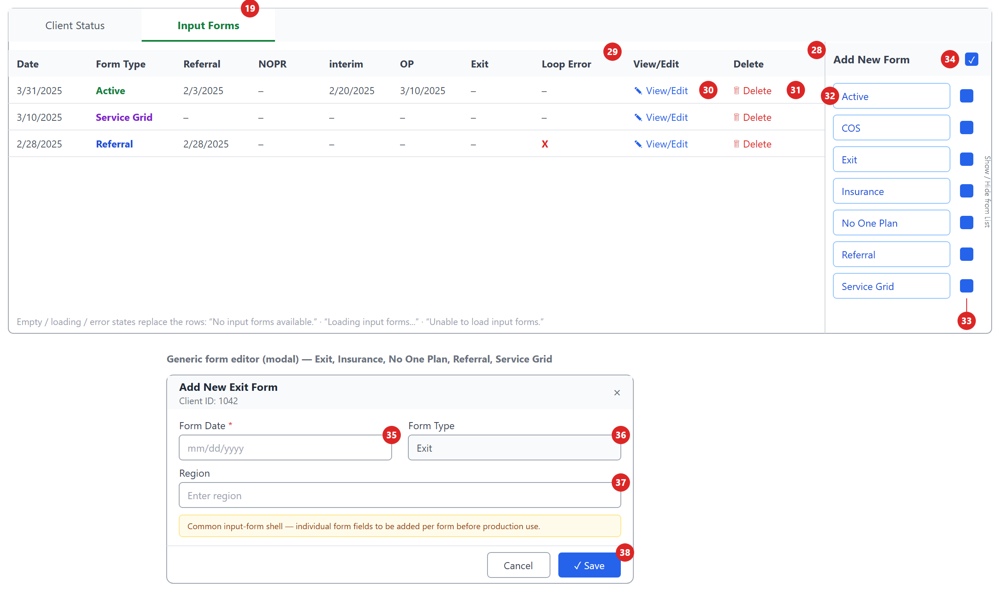 19
Client Status Input Forms
29 28
Date Form Type Referral NOPR interim OP Exit Loop Error View/Edit Delete
3/31/2025 Active 2/3/2025 – 2/20/2025 3/10/2025 – – View/Edit 30 Delete 31
3/10/2025 Service Grid – – – – – – View/Edit Delete
2/28/2025 Referral 2/28/2025 – – – – X View/Edit Delete
Empty / loading / error states replace the rows: “No input forms available.” · “Loading input forms...” · “Unable to load input forms.”
Add New Form 34 ✓
32 Active
COS
Exit
Insurance
No One Plan
Referral
Service Grid
33
Show / Hide from List
Generic form editor (modal) — Exit, Insurance, No One Plan, Referral, Service Grid
Add New Exit Form
×
Client ID: 1042
Form Date * Form Type
35 36
mm/dd/yyyy Exit
Region
37
Enter region
Common input-form shell — individual form fields to be added per form before production use.
38
Cancel ✓ Save